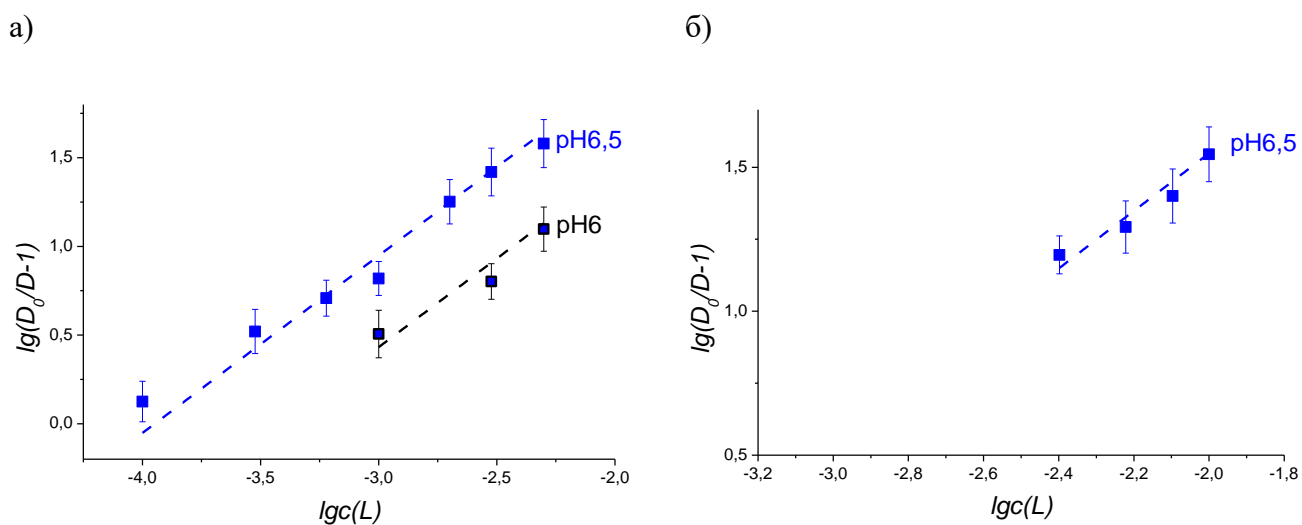 а)
б)
pH6,5
pH6
1,5
1,0
0,5
0,0
lg(D₀/D-1)
-4,0 -3,5 -3,0 -2,5 -2,0
lgc(L)
pH6,5
1,5
1,0
0,5
lg(D₀/D-1)
-3,2 -3,0 -2,8 -2,6 -2,4 -2,2 -2,0 -1,8
lgc(L)